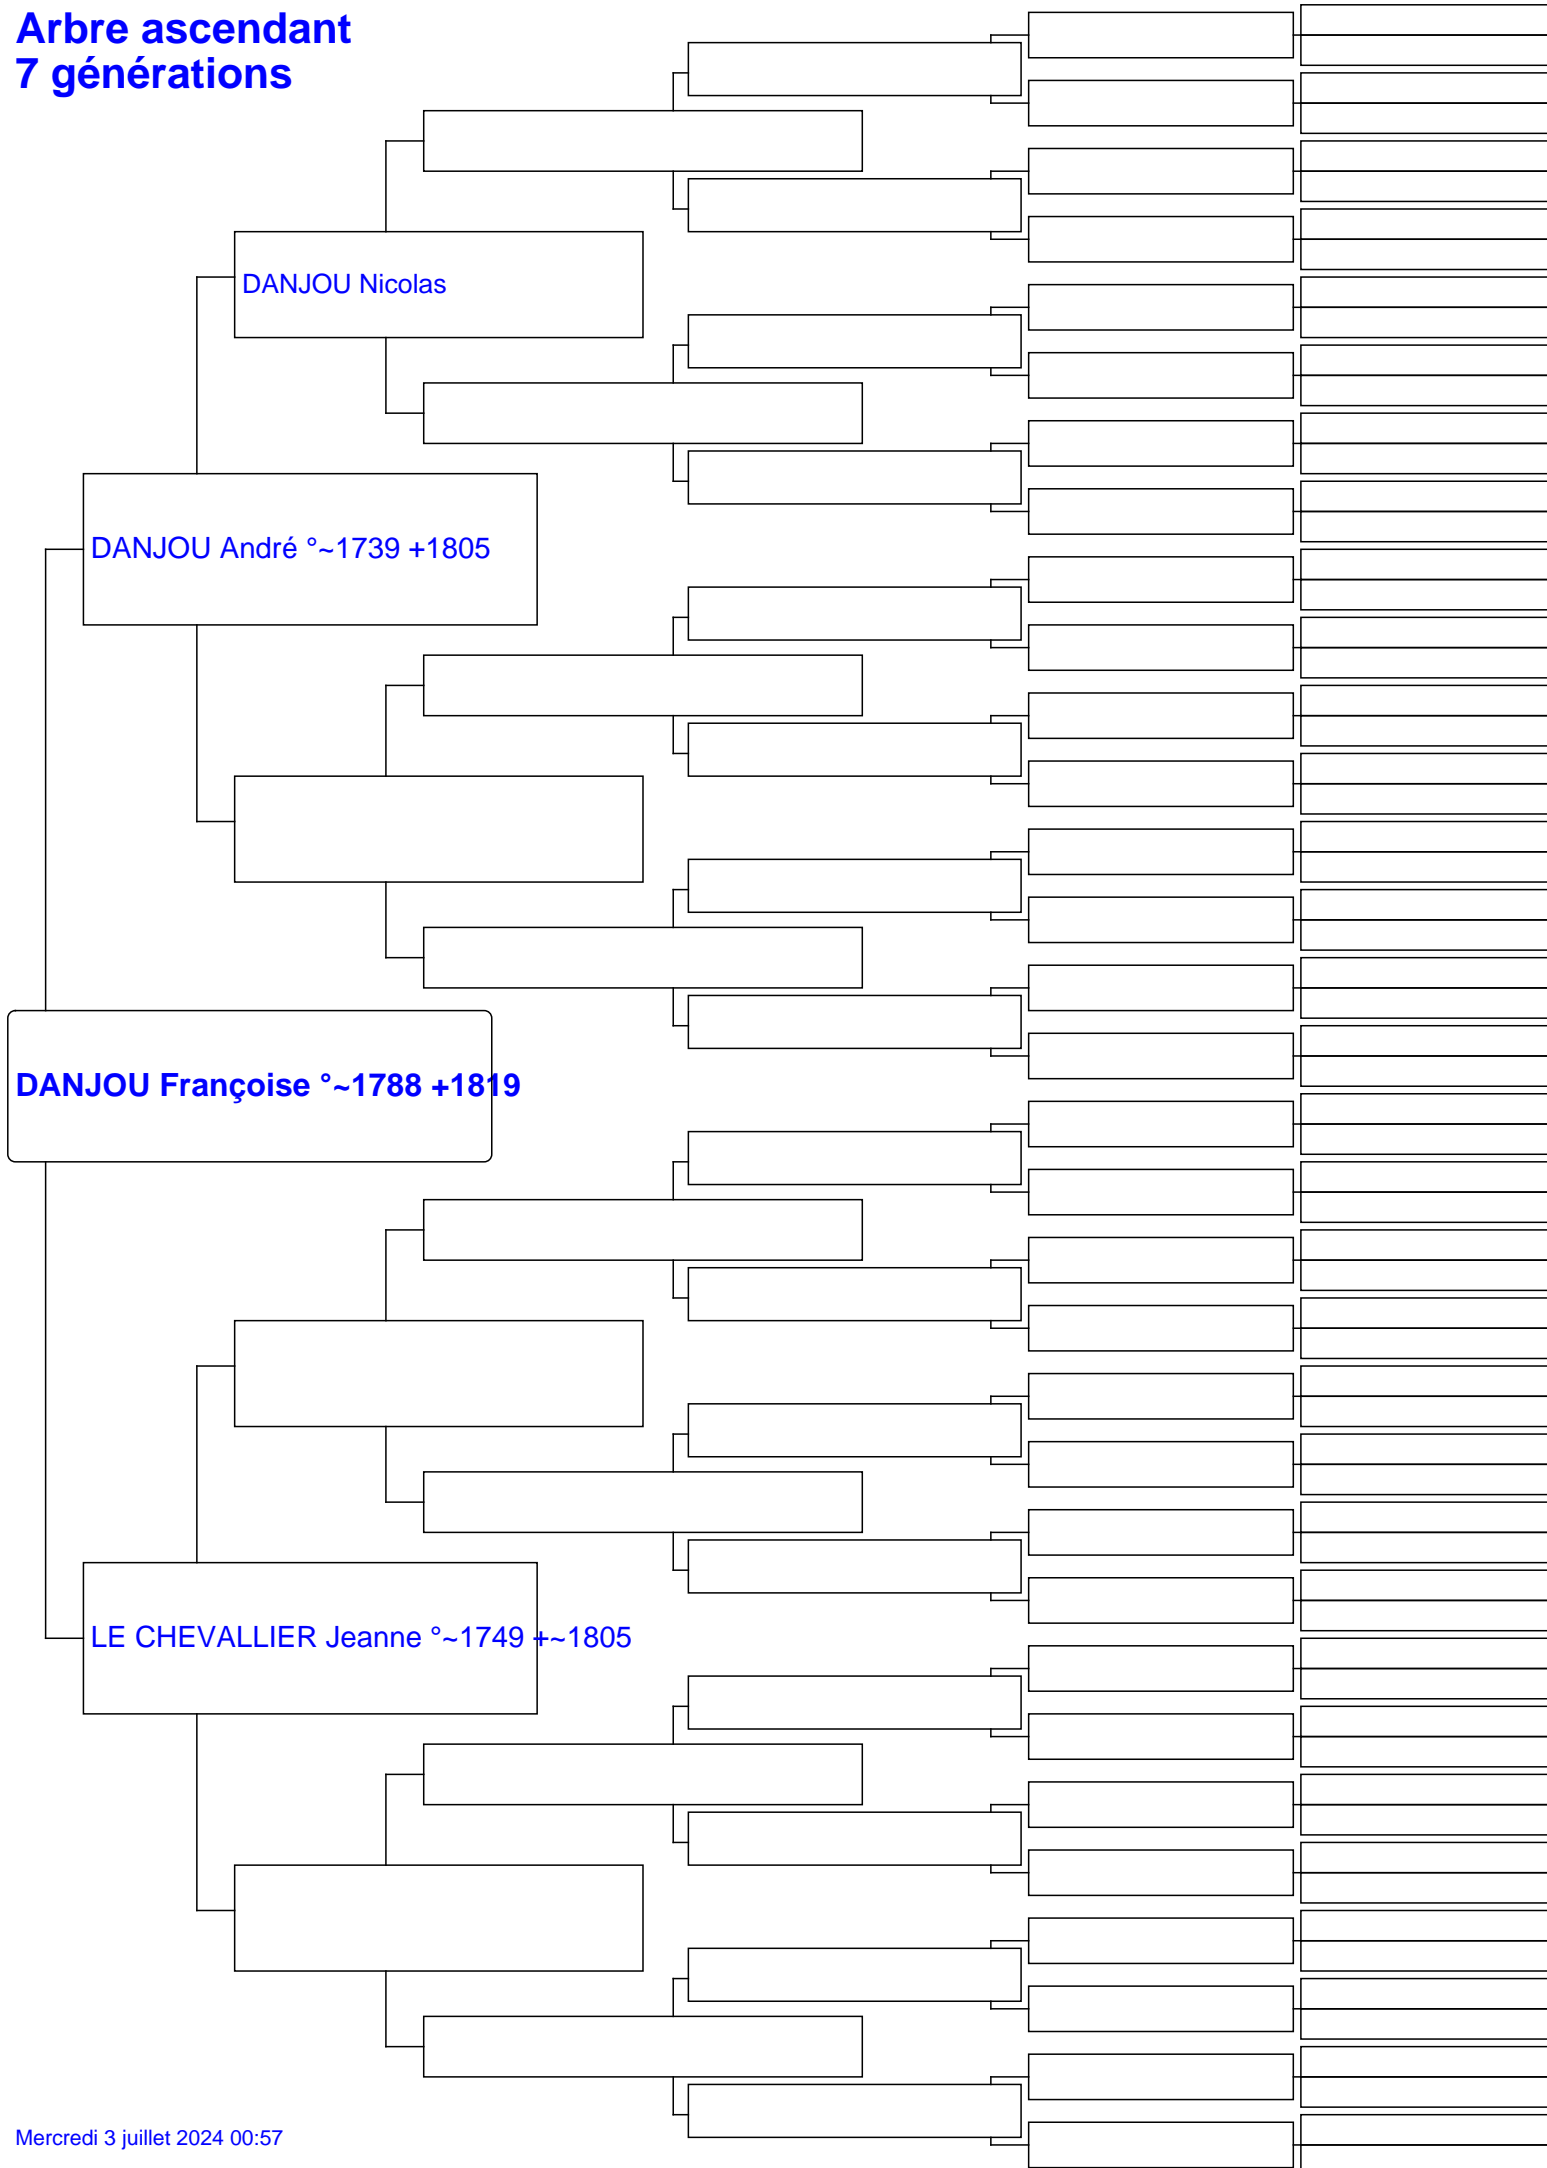 Arbre ascendant
7 générations
DANJOU Nicolas
DANJOU André °~1739 +1805
DANJOU Françoise °~1788 +1819
LE CHEVALLIER Jeanne °~1749 +~1805
Mercredi 3 juillet 2024 00:57